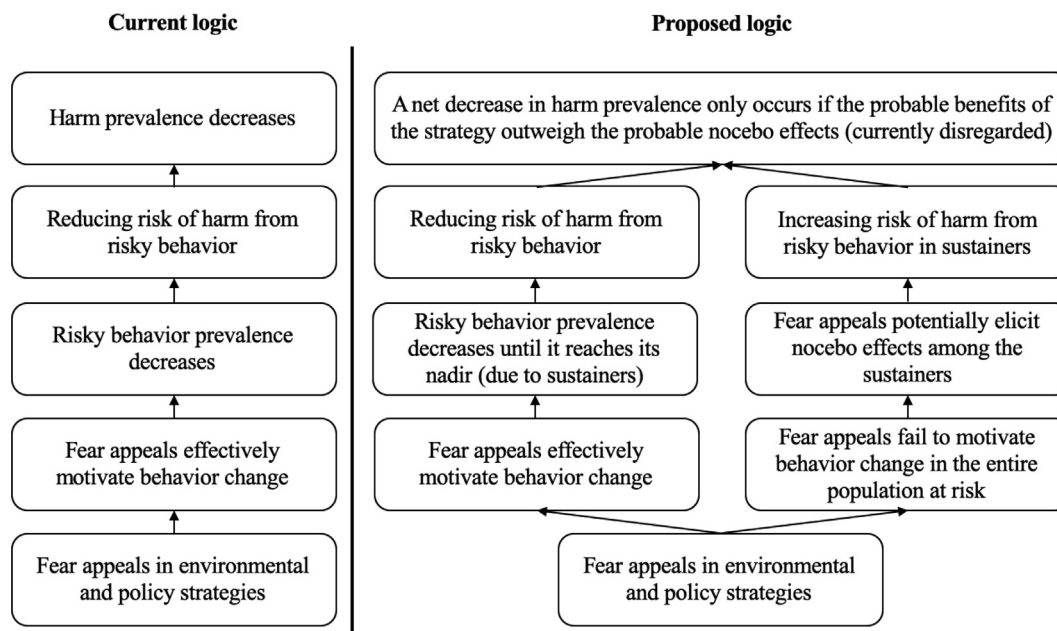 Current logic
Harm prevalence decreases
Reducing risk of harm from
risky behavior
Risky behavior prevalence
decreases
Fear appeals effectively
motivate behavior change
Fear appeals in environmental
and policy strategies
Proposed logic
A net decrease in harm prevalence only occurs if the probable benefits of
the strategy outweigh the probable nocebo effects (currently disregarded)
Reducing risk of harm from
risky behavior
Increasing risk of harm from
risky behavior in sustainers
Risky behavior prevalence
decreases until it reaches its
nadir (due to sustainers)
Fear appeals potentially elicit
nocebo effects among the
sustainers
Fear appeals effectively
motivate behavior change
Fear appeals fail to motivate
behavior change in the entire
population at risk
Fear appeals in environmental
and policy strategies